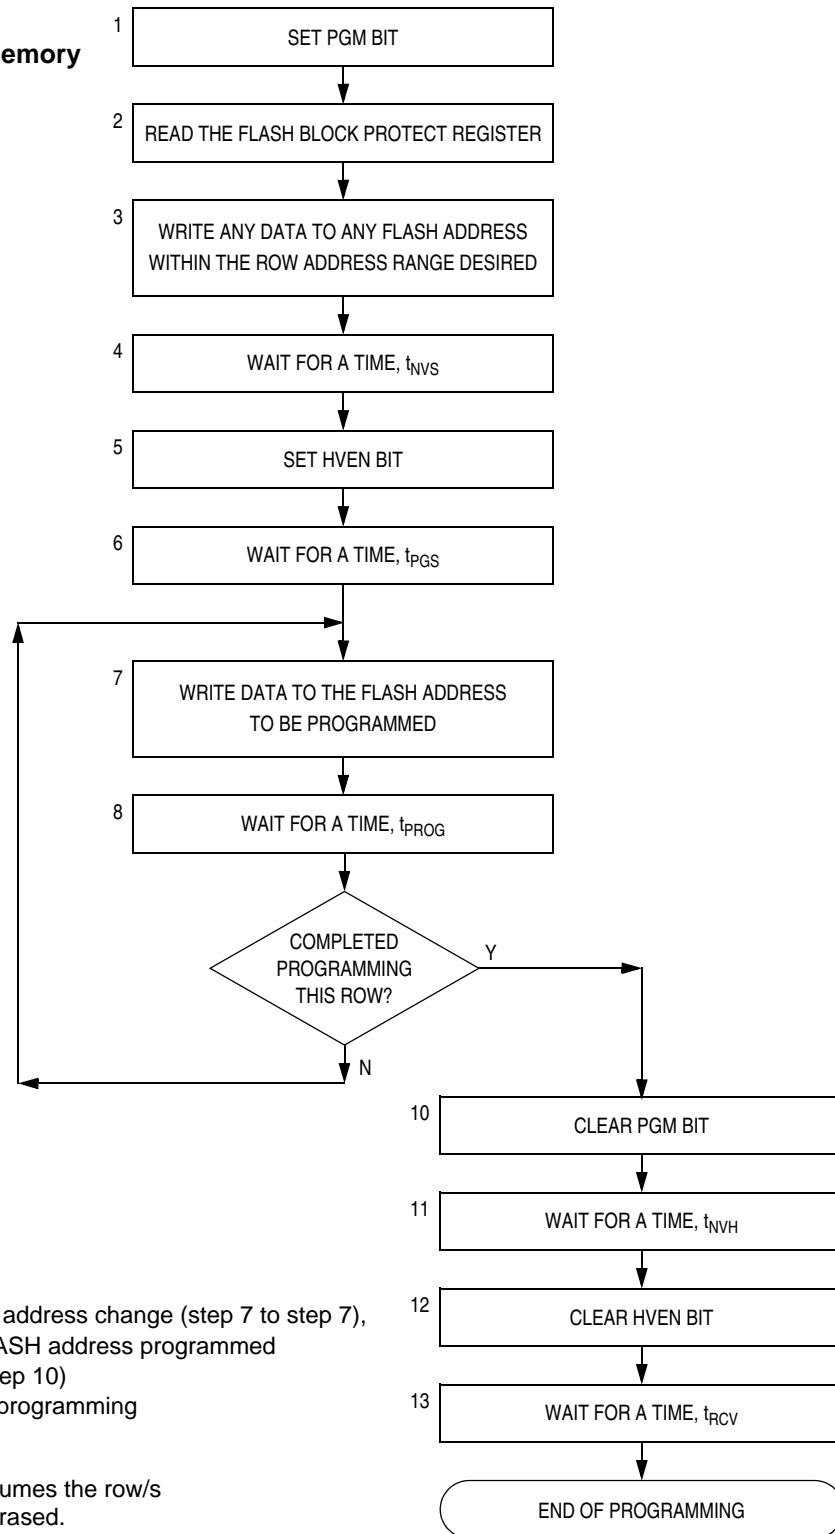 1
SET PGM BIT
emory
2
READ THE FLASH BLOCK PROTECT REGISTER
3
WRITE ANY DATA TO ANY FLASH ADDRESS
WITHIN THE ROW ADDRESS RANGE DESIRED
4
WAIT FOR A TIME, tNVS
5
SET HVEN BIT
6
WAIT FOR A TIME, tPGS
7
WRITE DATA TO THE FLASH ADDRESS
TO BE PROGRAMMED
8
WAIT FOR A TIME, tPROG
COMPLETED
PROGRAMMING
THIS ROW?
Y
N
10
CLEAR PGM BIT
11
WAIT FOR A TIME, tNVH
12
CLEAR HVEN BIT
13
WAIT FOR A TIME, tRCV
END OF PROGRAMMING
address change (step 7 to step 7),
ASH address programmed
ep 10)
programming
umes the row/s
rased.